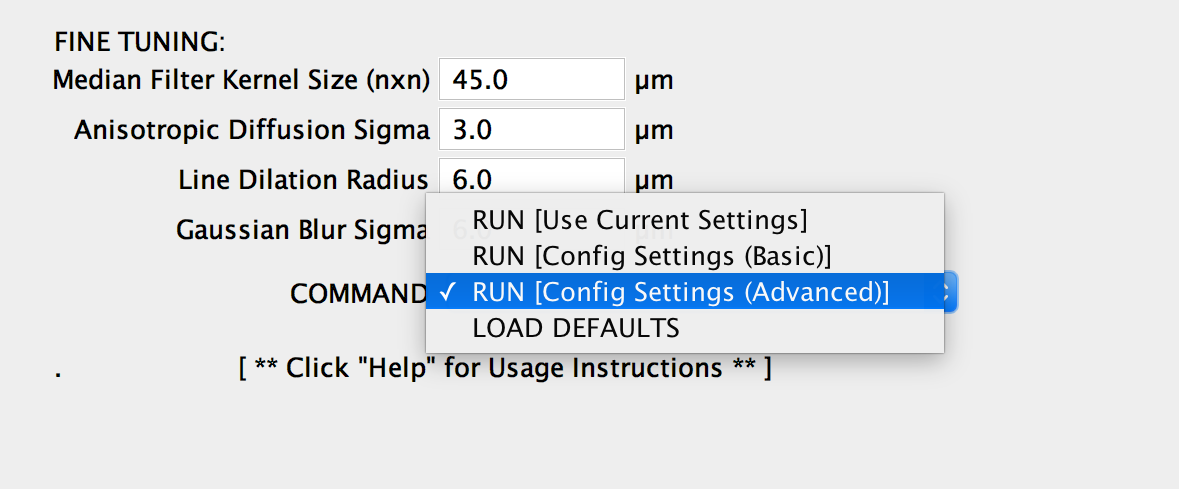 FINE TUNING:
Median Filter Kernel Size (nxn) 45.0 µm
Anisotropic Diffusion Sigma 3.0 µm
Line Dilation Radius 6.0 µm
RUN [Use Current Settings]
Gaussian Blur Sigma
RUN [Config Settings (Basic)]
COMMAND ✓ RUN [Config Settings (Advanced)]
LOAD DEFAULTS
. [ ** Click "Help" for Usage Instructions ** ]